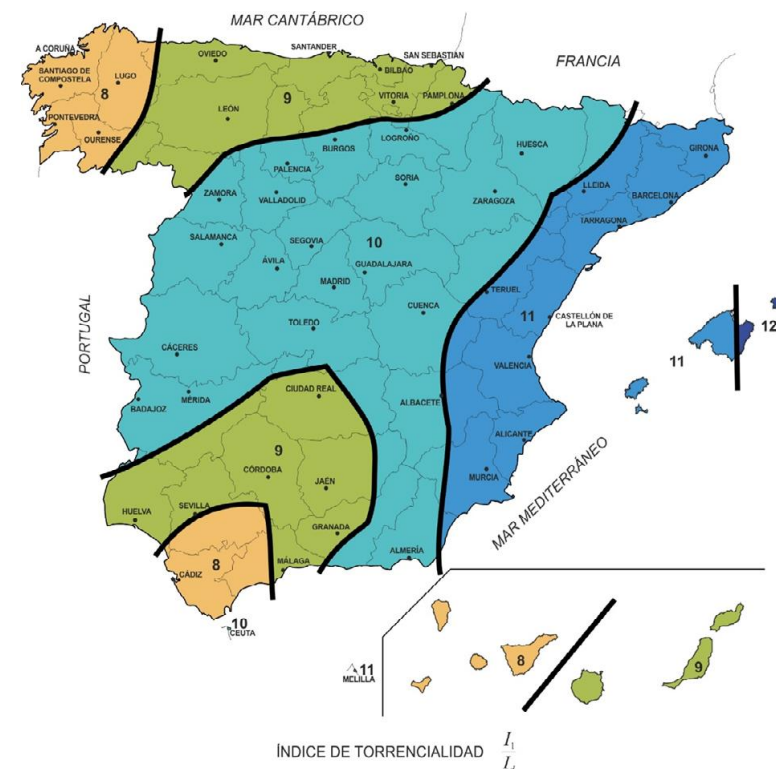 MAR CANTÁBRICO
FRANCIA
A CORUÑA
SANTIAGO DE
COMPOSTELA
LUGO
8
PONTEVEDRA
OURENSE
OVIEDO
SANTANDER
SAN SEBASTIÁN
BILBAO
LEÓN
9
VITORIA
PAMPLONA
LOGROÑO
BURGOS
PALENCIA
HUESCA
GIRONA
LLEIDA
BARCELONA
TARRAGONA
ZAMORA
VALLADOLID
SORIA
ZARAGOZA
SALAMANCA
SEGOVIA
10
ÁVILA
GUADALAJARA
MADRID
TERUEL
CUENCA
TOLEDO
11
CASTELLÓN DE
LA PLANA
12
11
PORTUGAL
CÁCERES
VALENCIA
BADAJOZ
MÉRIDA
CIUDAD REAL
ALBACETE
ALICANTE
MURCIA
MAR MEDITERRÁNEO
9
CÓRDOBA
JAÉN
HUELVA
SEVILLA
GRANADA
ALMERÍA
MÁLAGA
8
CÁDIZ
10
CEUTA
11
MELILLA
8
9
ÍNDICE DE TORRENCIALIDAD I₁